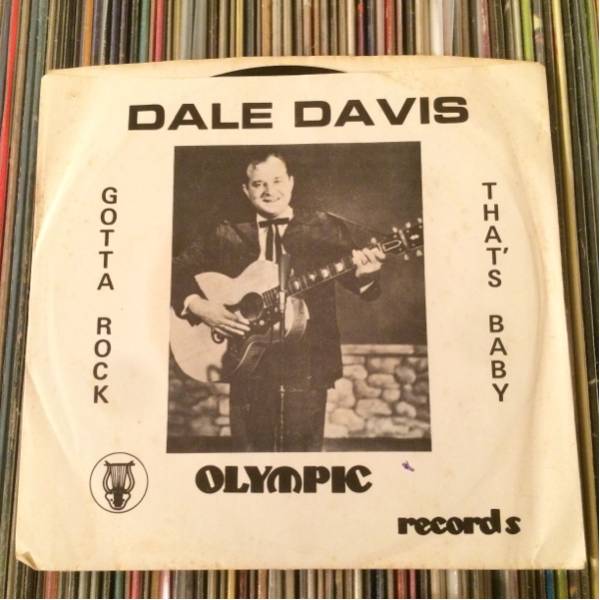 DALE DAVIS
GOTTA ROCK
THAT'S BABY
OLYMPIC
records